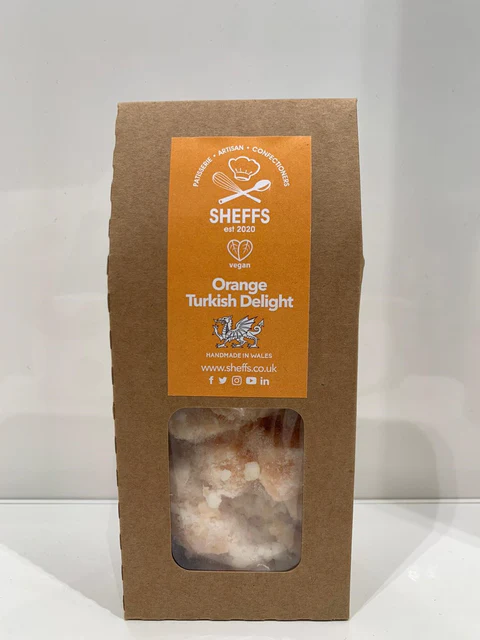 PATISSERIE • ARTISAN • CONFECTIONERS
SHEFFS
est 2020
vegan
Orange
Turkish Delight
HANDMADE IN WALES
www.sheffs.co.uk